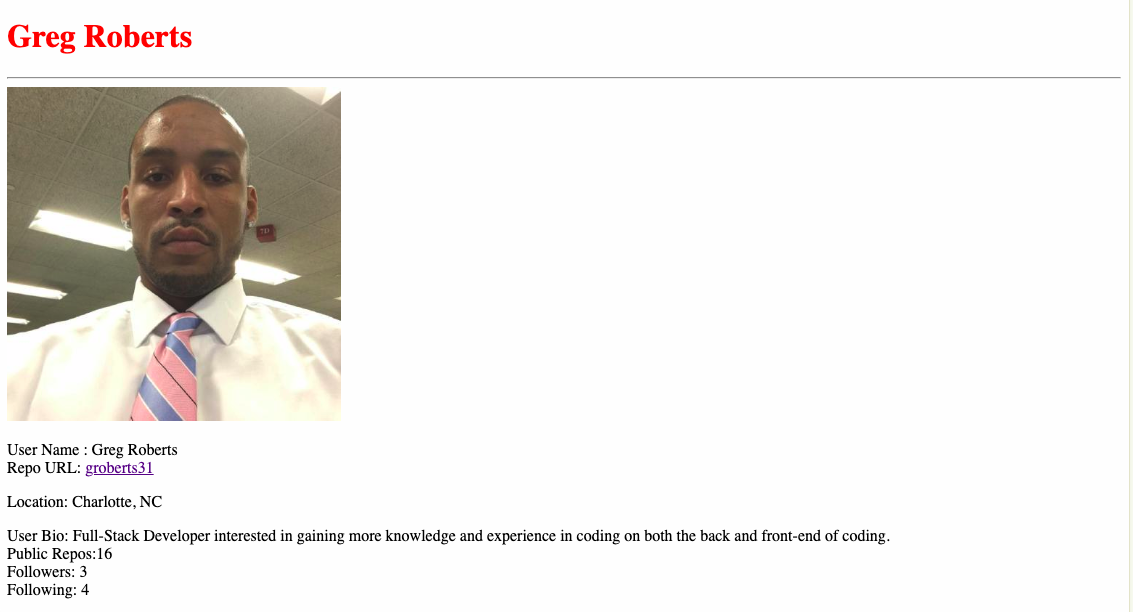 Greg Roberts
User Name : Greg Roberts
Repo URL: groberts31
Location: Charlotte, NC
User Bio: Full-Stack Developer interested in gaining more knowledge and experience in coding on both the back and front-end of coding.
Public Repos:16
Followers: 3
Following: 4